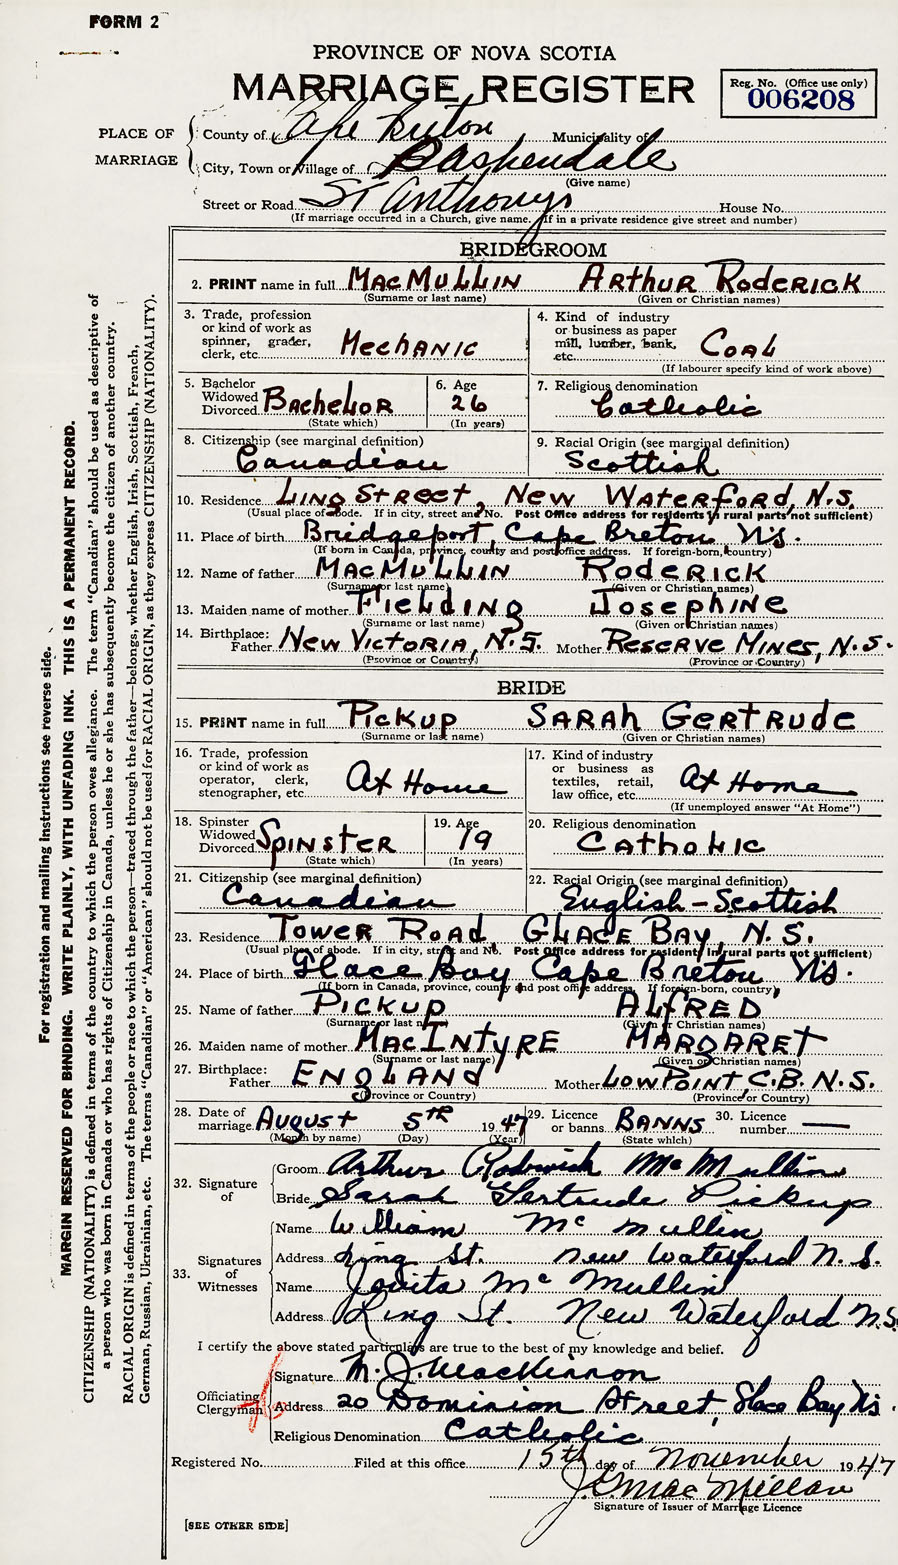 FORM 2
PROVINCE OF NOVA SCOTIA
MARRIAGE REGISTER
Reg. No. (Office use only)
006208
PLACE OF MARRIAGE
County of Cape Breton Municipality of
City, Town or Village of Passhendale
(Give name)
Street or Road St Anthonys House No.
(If marriage occurred in a Church, give name. If in a private residence give street and number)
BRIDEGROOM
2. PRINT name in full MacMullin Arthur Roderick
(Surname or last name) (Given or Christian names)
3. Trade, profession or kind of work as spinner, grader, clerk, etc. Mechanic
4. Kind of industry or business as paper mill, lumber, bank, etc. Coal
(If labourer specify kind of work above)
5. Bachelor Widowed Divorced Bachelor
(State which)
6. Age 26
(In years)
7. Religious denomination
Catholic
8. Citizenship (see marginal definition)
Canadian
9. Racial Origin (see marginal definition)
Scottish
10. Residence Ling Street, New Waterford, N.S.
(Usual place of abode. If in city, street and No. Post Office address for residents in rural parts not sufficient)
11. Place of birth Bridgeport, Cape Breton NS.
(If born in Canada, province, county and post office address. If foreign-born, country)
12. Name of father MacMullin Roderick
(Surname or last name) (Given or Christian names)
13. Maiden name of mother Fielding Josephine
(Surname or last name) (Given or Christian names)
14. Birthplace: Father New Victoria, N.S. Mother Reserve Mines, N.S.
(Province or Country) (Province or Country)
BRIDE
15. PRINT name in full Pickup Sarah Gertrude
(Surname or last name) (Given or Christian names)
16. Trade, profession or kind of work as operator, clerk, stenographer, etc. At Home
17. Kind of industry or business as textiles, retail, law office, etc. At Home
(If unemployed answer "At Home")
18. Spinster Widowed Divorced Spinster
(State which)
19. Age 19
(In years)
20. Religious denomination
Catholic
21. Citizenship (see marginal definition)
Canadian
22. Racial Origin (see marginal definition)
English-Scottish
23. Residence Tower Road Glace Bay, N.S.
(Usual place of abode. If in city, street and No. Post Office address for residents in rural parts not sufficient)
24. Place of birth Glace Bay Cape Breton NS.
(If born in Canada, province, county and post office address. If foreign-born, country)
25. Name of father Pickup Alfred
(Surname or last name) (Given or Christian names)
26. Maiden name of mother MacIntyre Margaret
(Surname or last name) (Given or Christian names)
27. Birthplace: Father England Mother Low Point, C.B. N.S.
(Province or Country) (Province or Country)
28. Date of marriage August 5th 1947
(Month by name) (Day) (Year)
29. Licence or banns Banns
(State which)
30. Licence number —
32. Signature of
Groom Arthur Roderick McMullin
Bride Sarah Gertrude Pickup
33. Signatures of Witnesses
Name William McMullin
Address Ling St. New Waterford N.S.
Name Jovita McMullin
Address Ling St. New Waterford N.S.
I certify the above stated particulars are true to the best of my knowledge and belief.
Officiating Clergyman
Signature M. J. MacKinnon
Address 20 Dominion Street, Glace Bay NS.
Religious Denomination Catholic
Registered No. Filed at this office 15th day of November 1947
MacMillan
Signature of Issuer of Marriage Licence
[SEE OTHER SIDE]
For registration and mailing instructions see reverse side.
MARGIN RESERVED FOR BINDING. WRITE PLAINLY, WITH UNFADING INK. THIS IS A PERMANENT RECORD.
CITIZENSHIP (NATIONALITY) is defined in terms of the country to which the person owes allegiance. The term "Canadian" should be used as descriptive of
a person who was born in Canada or who has rights of Citizenship in Canada, unless he or she has subsequently become the citizen of another country.
RACIAL ORIGIN is defined in terms of the people or race to which the person—traced through the father—belongs, whether English, Irish, Scottish, French,
German, Russian, Ukrainian, etc. The terms "Canadian" or "American" should not be used for RACIAL ORIGIN, as they express CITIZENSHIP (NATIONALITY).